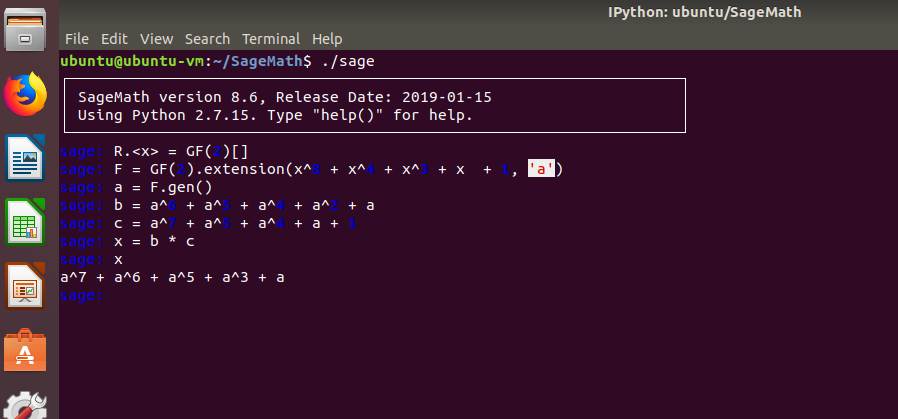 IPython: ubuntu/SageMath
File Edit View Search Terminal Help
ubuntu@ubuntu-vm:~/SageMath$ ./sage
SageMath version 8.6, Release Date: 2019-01-15
Using Python 2.7.15. Type "help()" for help.
sage: R.<x> = GF(2)[]
sage: F = GF(2).extension(x^8 + x^4 + x^3 + x  + 1, 'a')
sage: a = F.gen()
sage: b = a^6 + a^5 + a^4 + a^2 + a
sage: c = a^7 + a^5 + a^4 + a + 1
sage: x = b * c
sage: x
a^7 + a^6 + a^5 + a^3 + a
sage: